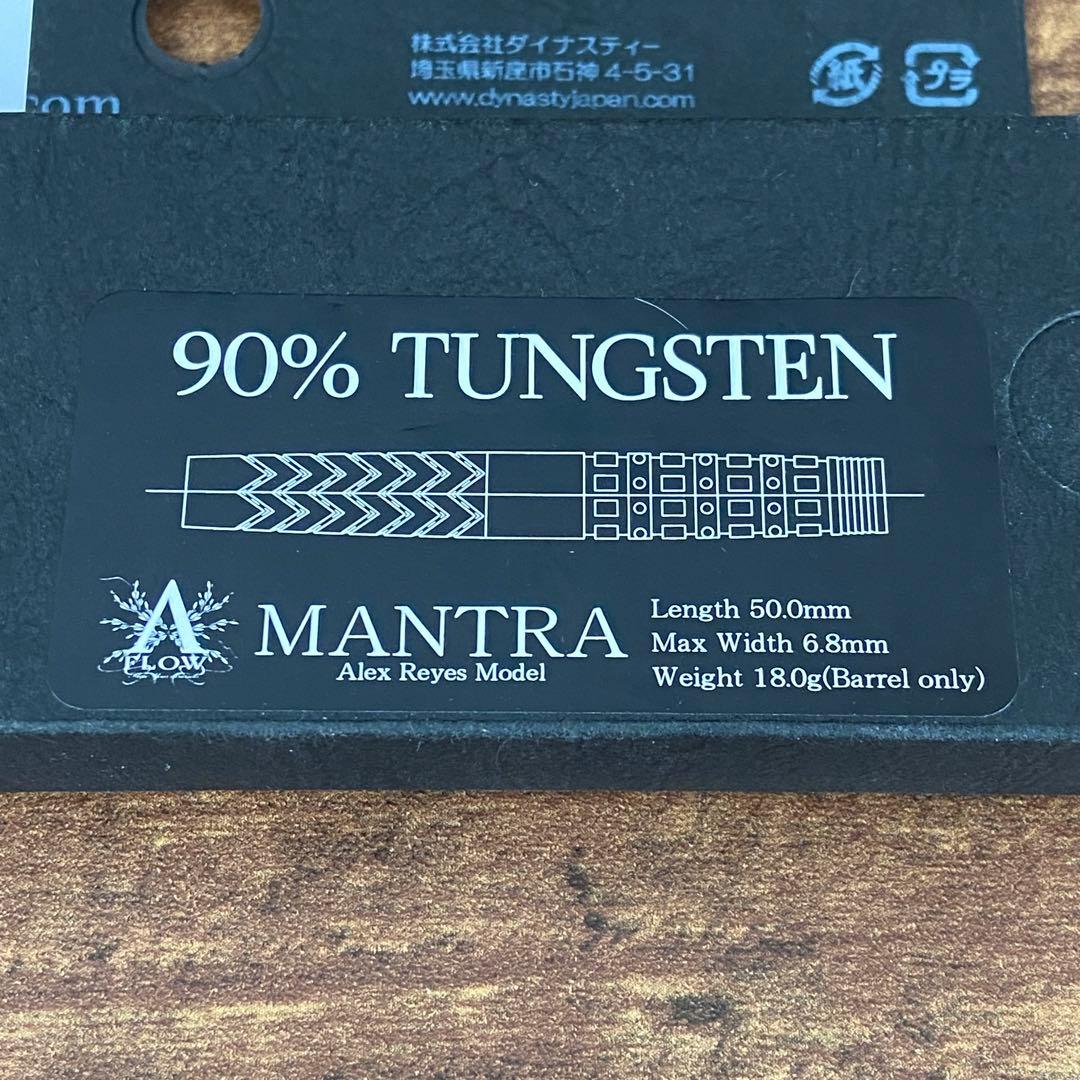 株式会社ダイナスティー
埼玉県新座市石神4-5-31
www.dynastyjapan.com
紙
プラ
.com
90% TUNGSTEN
A
FLOW
MANTRA
Alex Reyes Model
Length 50.0mm
Max Width 6.8mm
Weight 18.0g(Barrel only)